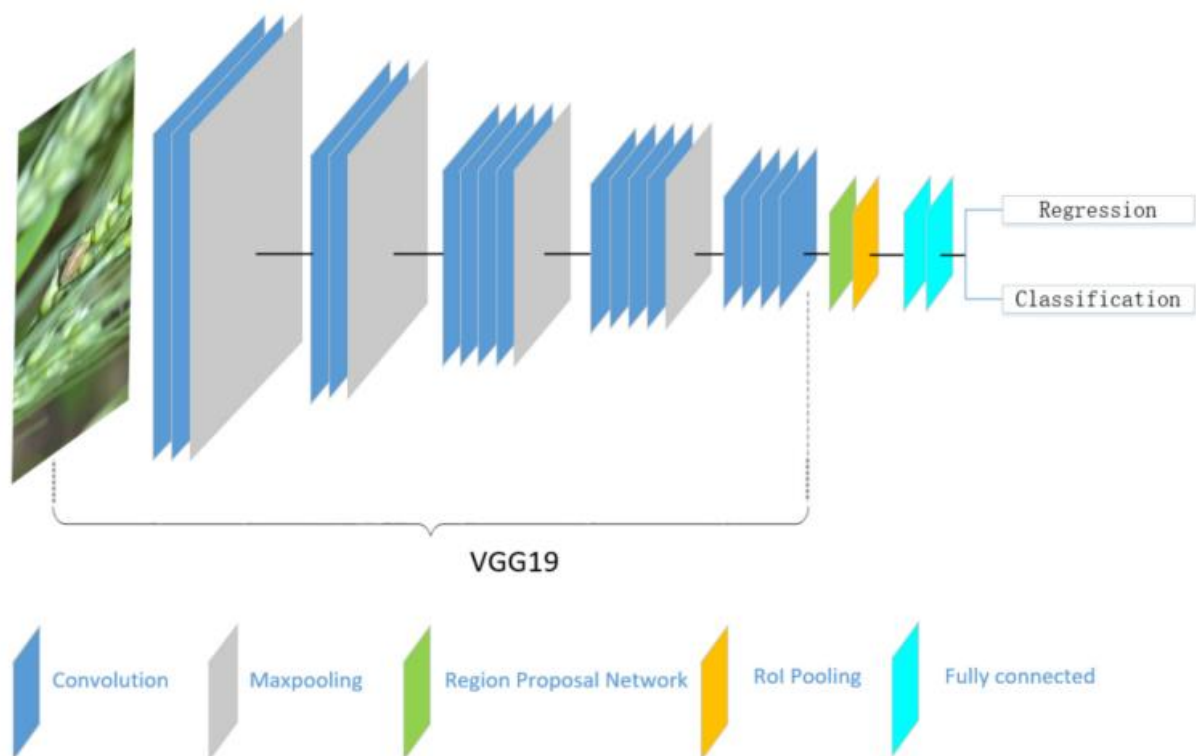 Regression
Classification
VGG19
Convolution
Maxpooling
Region Proposal Network
RoI Pooling
Fully connected